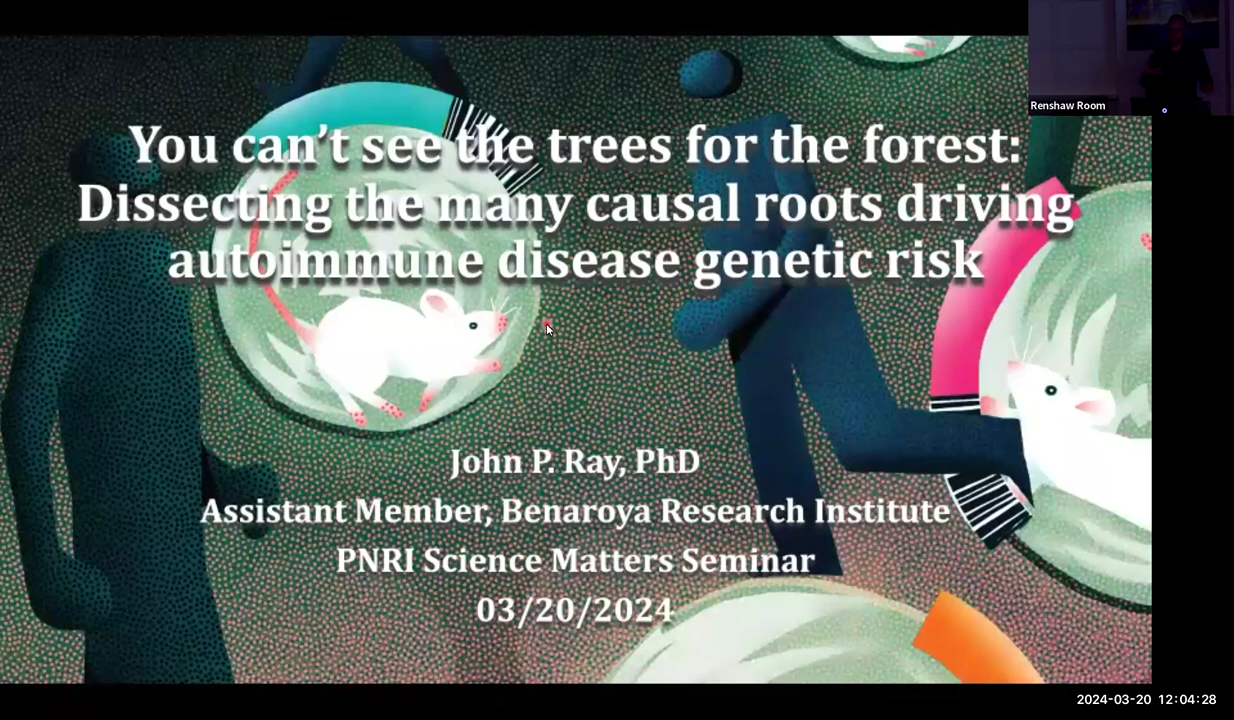 Renshaw Room
You can't see the trees for the forest:
Dissecting the many causal roots driving
autoimmune disease genetic risk
John P. Ray, PhD
Assistant Member, Benaroya Research Institute
PNRI Science Matters Seminar
03/20/2024
2024-03-20 12:04:28